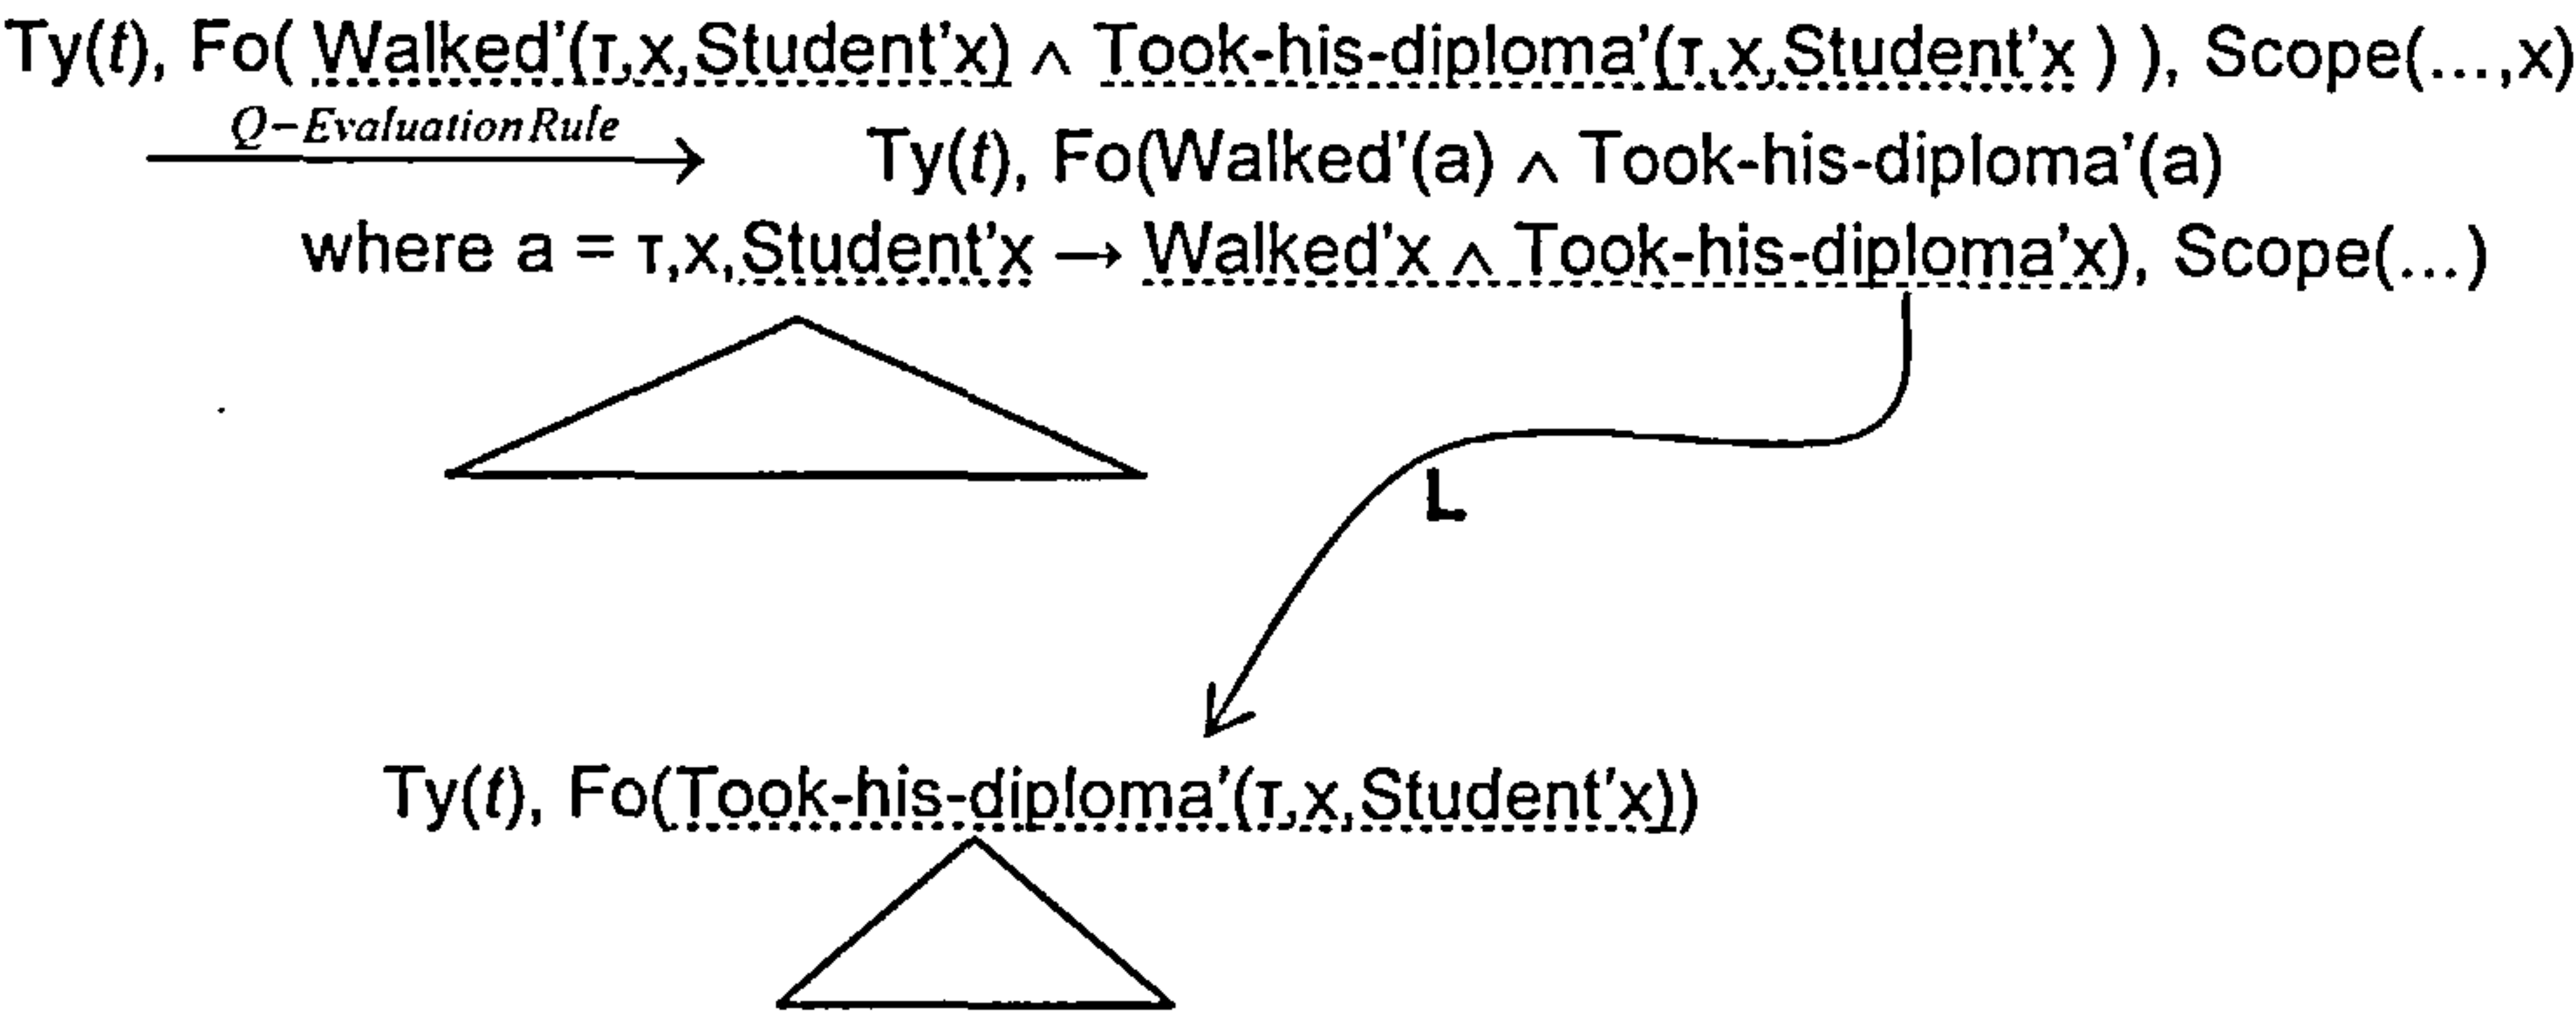 Ty(t), Fo( Walked'(τ,x,Student'x) ∧ Took-his-diploma'(τ,x,Student'x ) ), Scope(...,x)
Q–EvaluationRule
Ty(t), Fo(Walked'(a) ∧ Took-his-diploma'(a)
where a = τ,x,Student'x → Walked'x ∧ Took-his-diploma'x), Scope(...)
L
Ty(t), Fo(Took-his-diploma'(τ,x,Student'x))